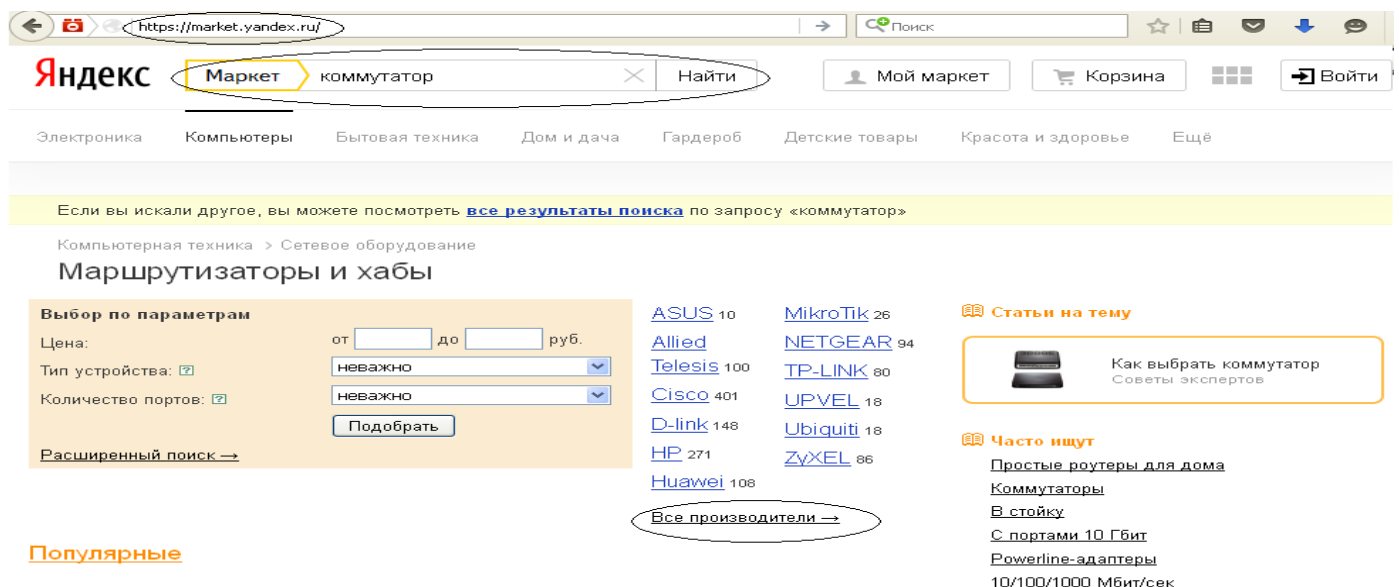 https://market.yandex.ru/
Поиск
Яндекс
Маркет
коммутатор
Найти
Мой маркет
Корзина
Войти
Электроника
Компьютеры
Бытовая техника
Дом и дача
Гардероб
Детские товары
Красота и здоровье
Ещё
Если вы искали другое, вы можете посмотреть все результаты поиска по запросу «коммутатор»
Компьютерная техника > Сетевое оборудование
Маршрутизаторы и хабы
Выбор по параметрам
Цена: от до руб.
Тип устройства: ? неважно
Количество портов: ? неважно
Подобрать
Расширенный поиск →
ASUS 10
Allied
Telesis 100
Cisco 401
D-link 148
HP 271
Huawei 108
MikroTik 26
NETGEAR 94
TP-LINK 80
UPVEL 18
Ubiquiti 18
ZyXEL 86
Все производители →
Статьи на тему
Как выбрать коммутатор
Советы экспертов
Часто ищут
Простые роутеры для дома
Коммутаторы
В стойку
С портами 10 Гбит
Powerline-адаптеры
10/100/1000 Мбит/сек
Популярные